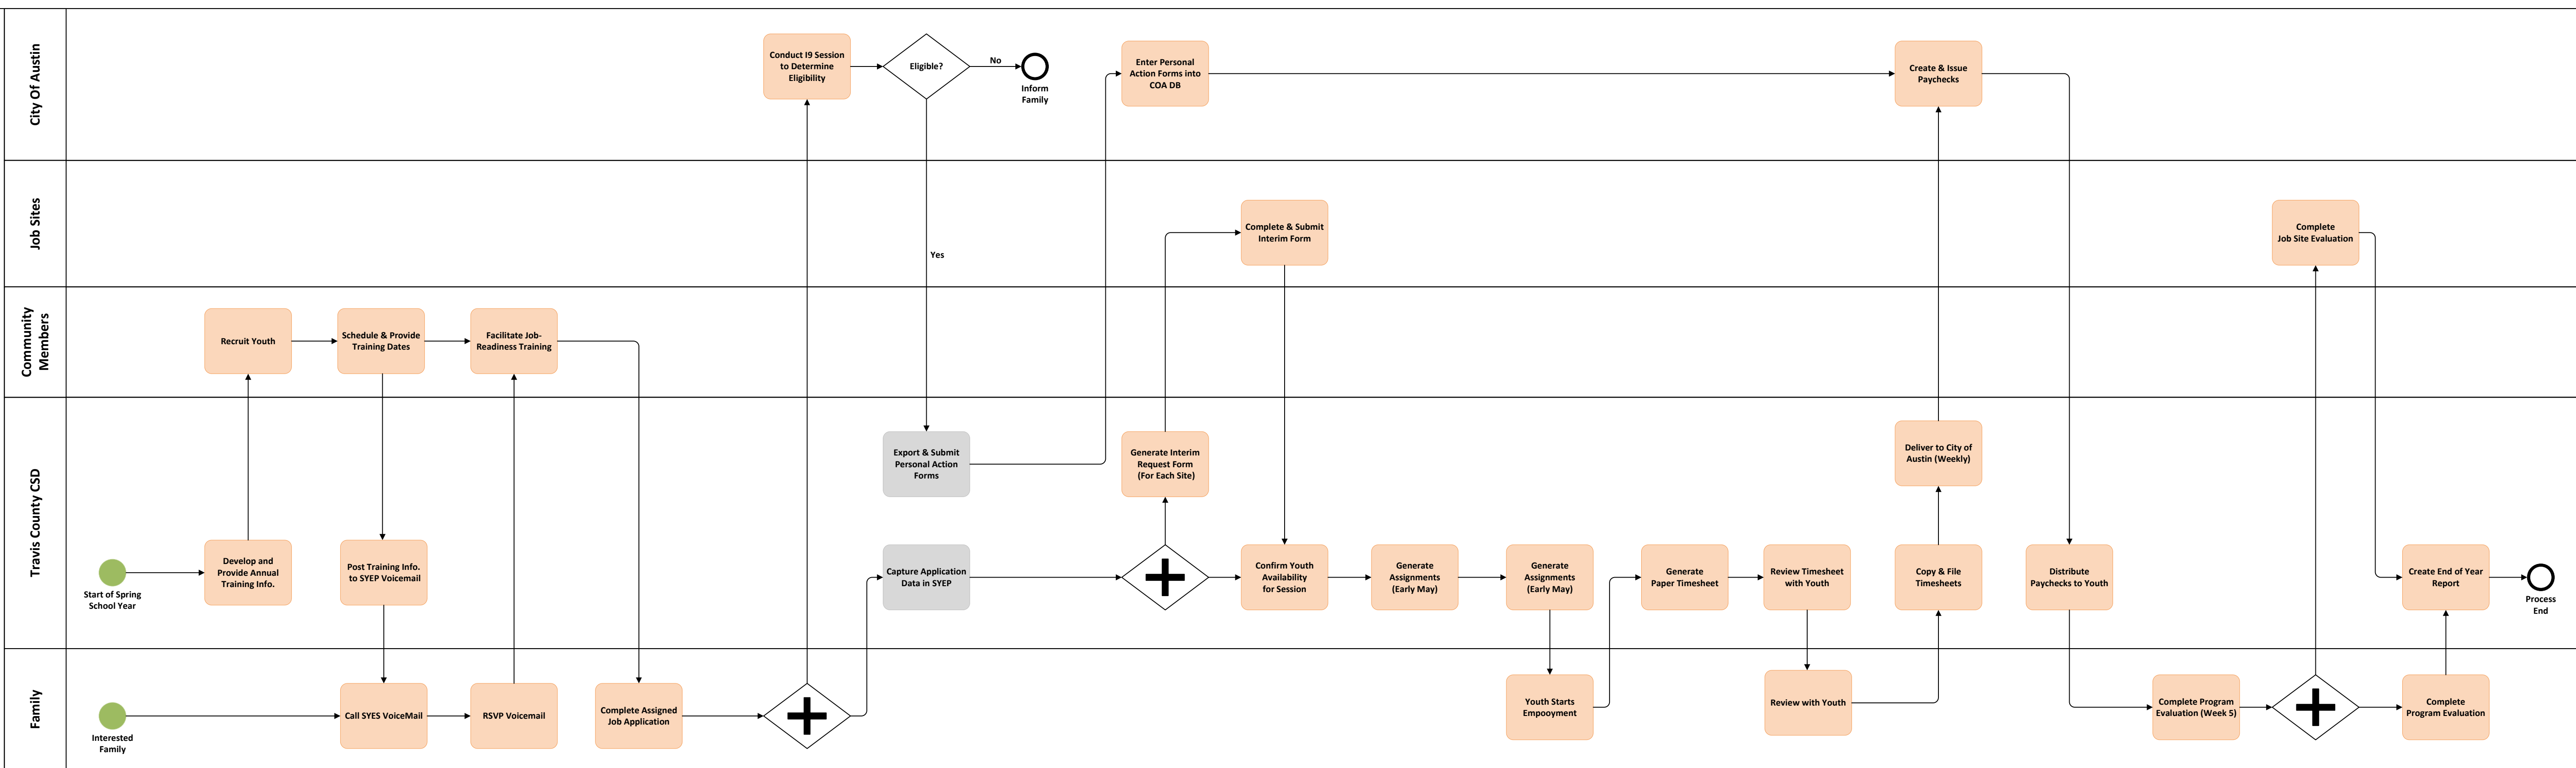 City Of Austin
Conduct I9 Session
to Determine
Eligibility
Eligible?
No
Inform
Family
Enter Personal
Action Forms into
COA DB
Create & Issue
Paychecks
Job Sites
Yes
Complete & Submit
Interim Form
Complete
Job Site Evaluation
Community
Members
Recruit Youth
Schedule & Provide
Training Dates
Facilitate Job-
Readiness Training
Travis County CSD
Export & Submit
Personal Action
Forms
Generate Interim
Request Form
(For Each Site)
Deliver to City of
Austin (Weekly)
Start of Spring
School Year
Develop and
Provide Annual
Training Info.
Post Training Info.
to SYEP Voicemail
Capture Application
Data in SYEP
Confirm Youth
Availability
for Session
Generate
Assignments
(Early May)
Generate
Assignments
(Early May)
Generate
Paper Timesheet
Review Timesheet
with Youth
Copy & File
Timesheets
Distribute
Paychecks to Youth
Create End of Year
Report
Process
End
Family
Interested
Family
Call SYES VoiceMail
RSVP Voicemail
Complete Assigned
Job Application
Youth Starts
Empooyment
Review with Youth
Complete Program
Evaluation (Week 5)
Complete
Program Evaluation